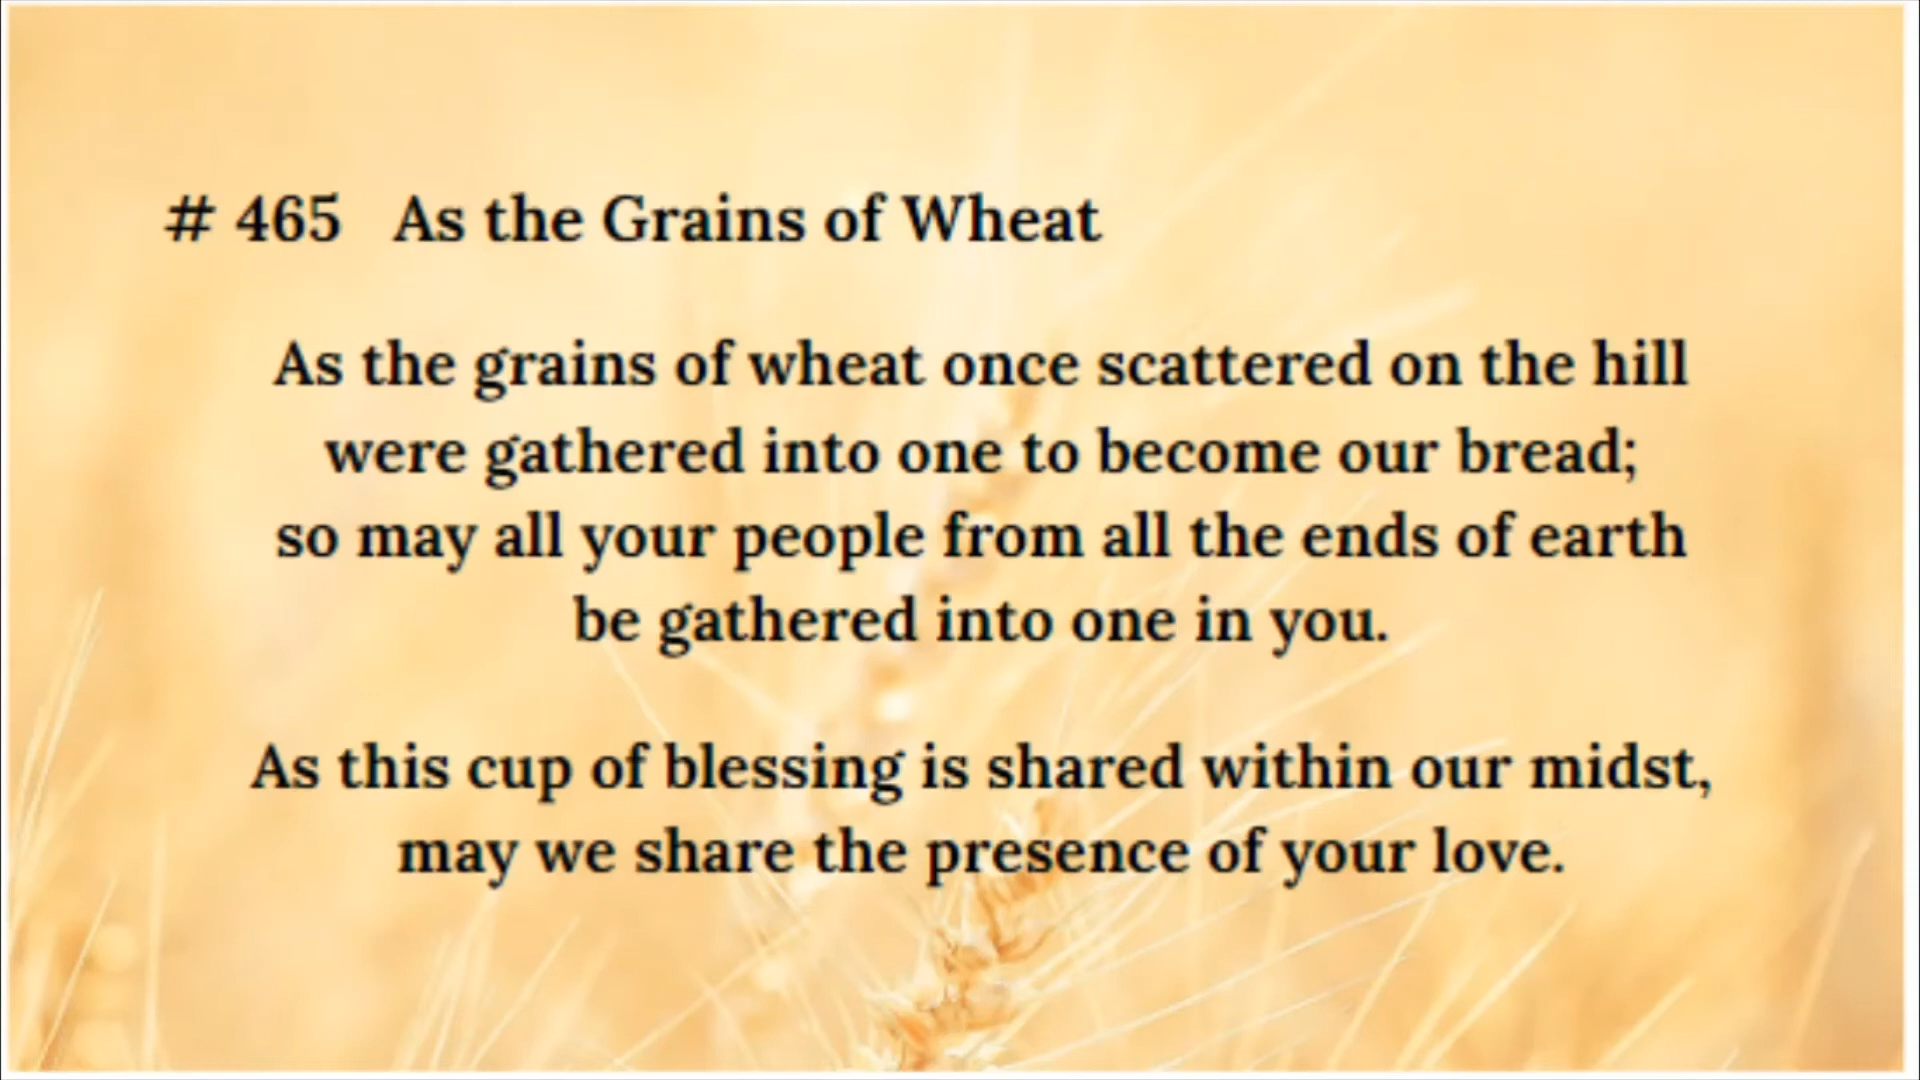 # 465 As the Grains of Wheat
As the grains of wheat once scattered on the hill
were gathered into one to become our bread;
so may all your people from all the ends of earth
be gathered into one in you.
As this cup of blessing is shared within our midst,
may we share the presence of your love.